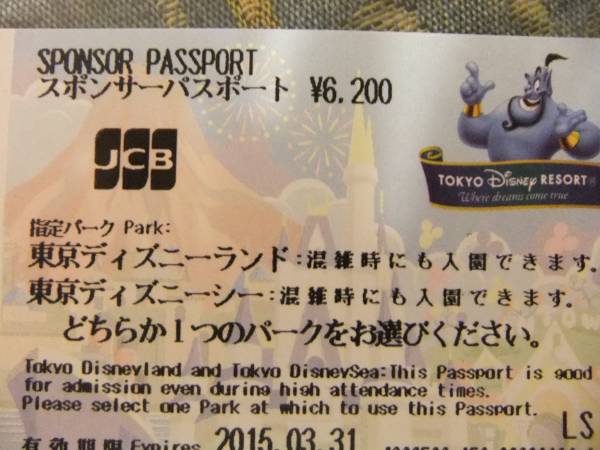 SPONSOR PASSPORT
スポンサーパスポート ¥6,200
JCB
TOKYO Disney RESORT®
Where dreams come true
指定パーク Park:
東京ディズニーランド:混雑時にも入園できます。
東京ディズニーシー:混雑時にも入園できます。
どちらか1つのパークをお選びください。
Tokyo Disneyland and Tokyo DisneySea:This Passport is good
for admission even during high attendance times.
Please select one Park at which to use this Passport.
LS
有効期限 Expires 2015.03.31